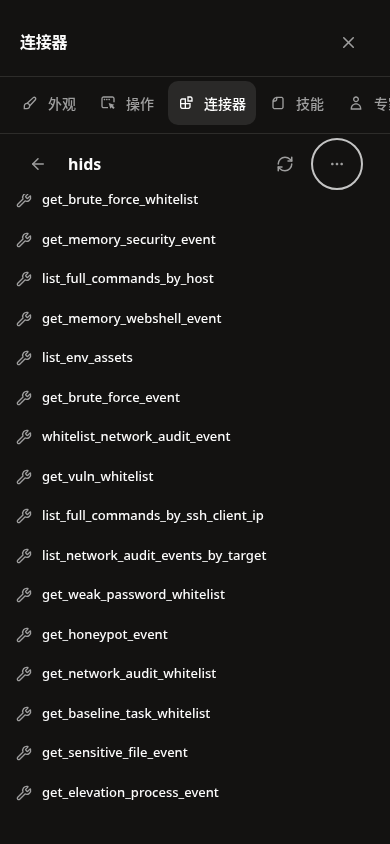 连接器
外观 操作 连接器 技能 专
hids
get_brute_force_whitelist
get_memory_security_event
list_full_commands_by_host
get_memory_webshell_event
list_env_assets
get_brute_force_event
whitelist_network_audit_event
get_vuln_whitelist
list_full_commands_by_ssh_client_ip
list_network_audit_events_by_target
get_weak_password_whitelist
get_honeypot_event
get_network_audit_whitelist
get_baseline_task_whitelist
get_sensitive_file_event
get_elevation_process_event